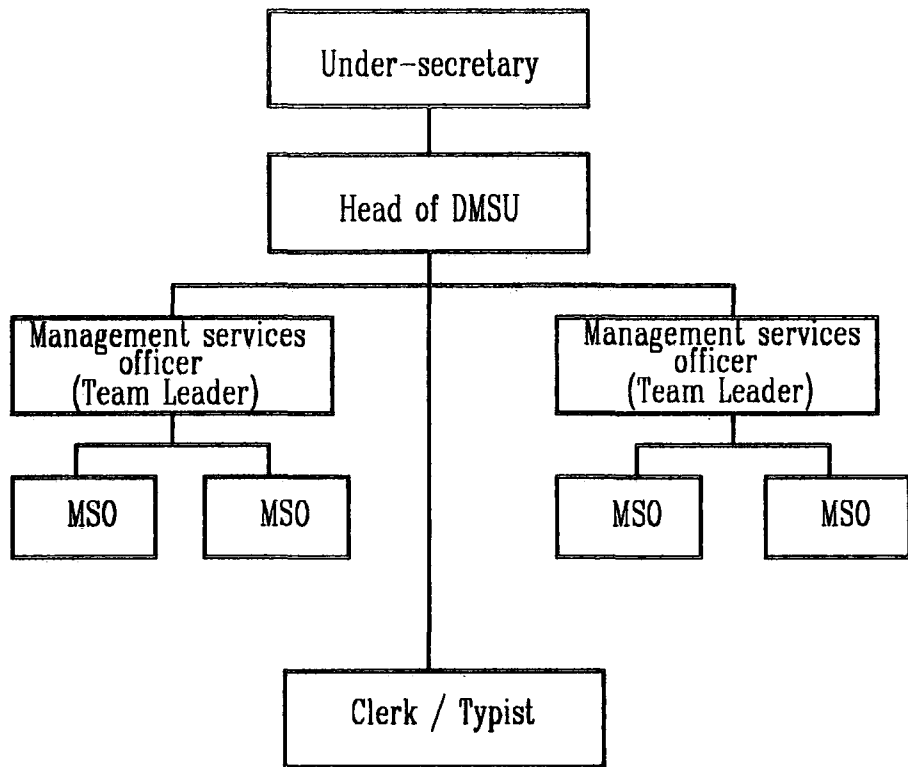 Under-secretary
Head of DMSU
Management services
officer
(Team Leader)
Management services
officer
(Team Leader)
MSO
MSO
MSO
MSO
Clerk / Typist